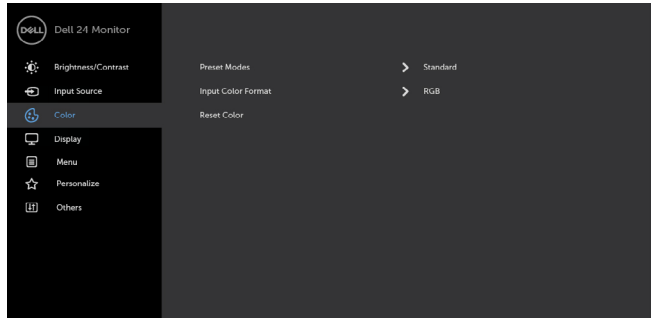 DELL Dell 24 Monitor
Brightness/Contrast Preset Modes Standard
Input Source Input Color Format RGB
Color Reset Color
Display
Menu
Personalize
Others